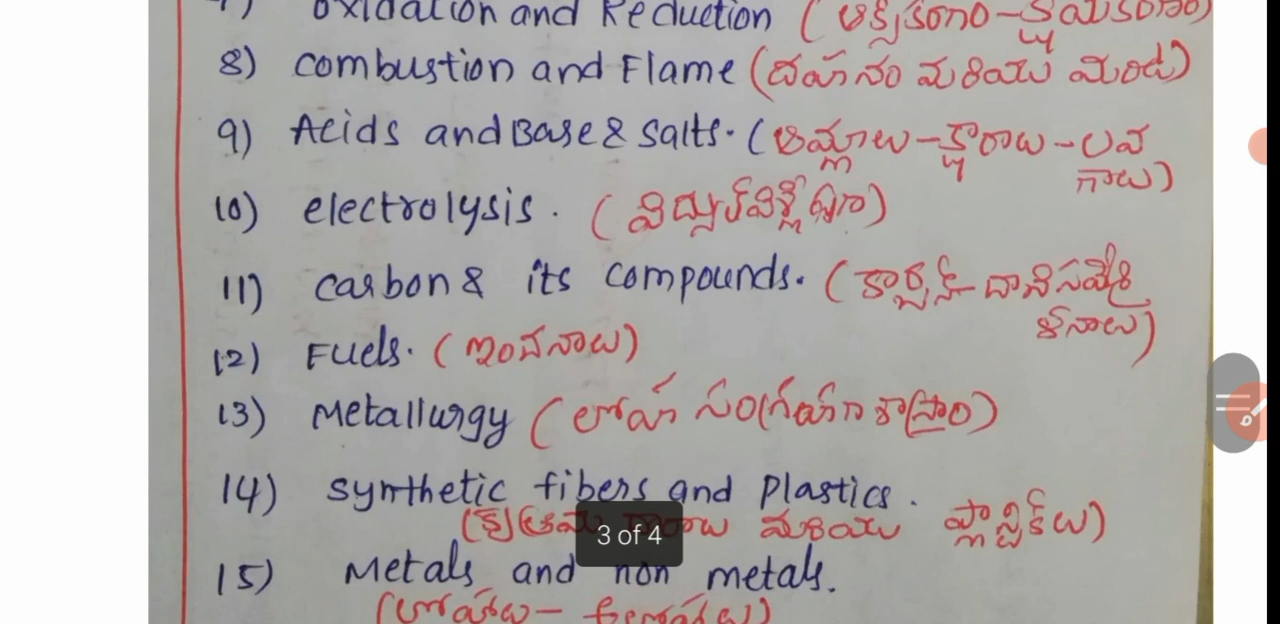 7) Oxidation and Reduction (ఆక్సీకరణం-క్షయకరణం)
8) combustion and Flame (దహనం మరియు మంట)
9) Acids and Base & Salts. (ఆమ్లాలు-క్షారాలు-లవ
ణాలు)
10) electrolysis. (విద్యుత్ విశ్లేషణ)
11) carbon & its compounds. (కార్బన్-దాని సమ్మే
ళనాలు)
12) Fuels. (ఇంధనాలు)
13) Metallurgy (లోహ సంగ్రహణ శాస్త్రం)
14) Synthetic fibers and Plastics.
(కృత్రిమ దారాలు మరియు ప్లాస్టిక్‌లు)
3 of 4
15) Metals and non metals.
(లోహాలు- అలోహాలు)